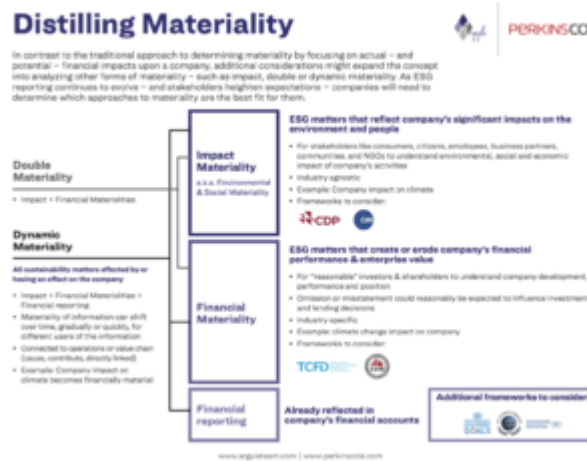 Distilling Materiality
PERKINSCO
In contrast to the traditional approach to determining materiality by focusing on actual – and
potential – financial impacts upon a company, additional considerations might expand the concept
into analyzing other forms of materiality – such as impact, double or dynamic materiality. As ESG
reporting continues to evolve – and stakeholders heighten expectations – companies will need to
determine which approaches to materiality are the best fit for them.
Double
Materiality
• Impact + Financial Materialities
Dynamic
Materiality
All sustainability matters affected by or
having an effect on the company
• Impact + Financial Materialities +
Financial reporting
• Materiality of information can shift
over time, gradually or quickly, for
different users of the information
• Connected to operations or value chain
(cause, contribute, directly linked)
• Example: Company impact on
climate becomes financially material
Impact
Materiality
a.k.a. Environmental
& Social Materiality
ESG matters that reflect company's significant impacts on the
environment and people
• For stakeholders like consumers, citizens, employees, business partners,
communities, and NGOs to understand environmental, social and economic
impact of company's activities
• Industry agnostic
• Example: Company impact on climate
• Frameworks to consider:
CDP
GRI
Financial
Materiality
ESG matters that create or erode company's financial
performance & enterprise value
• For "reasonable" investors & shareholders to understand company development,
performance and position
• Omission or misstatement could reasonably be expected to influence investment
and lending decisions
• Industry specific
• Example: climate change impact on company
• Frameworks to consider:
TCFD
Financial
reporting
Already reflected in
company's financial accounts
Additional frameworks to consider
GOALS
www.argyleteam.com | www.perkinscoie.com